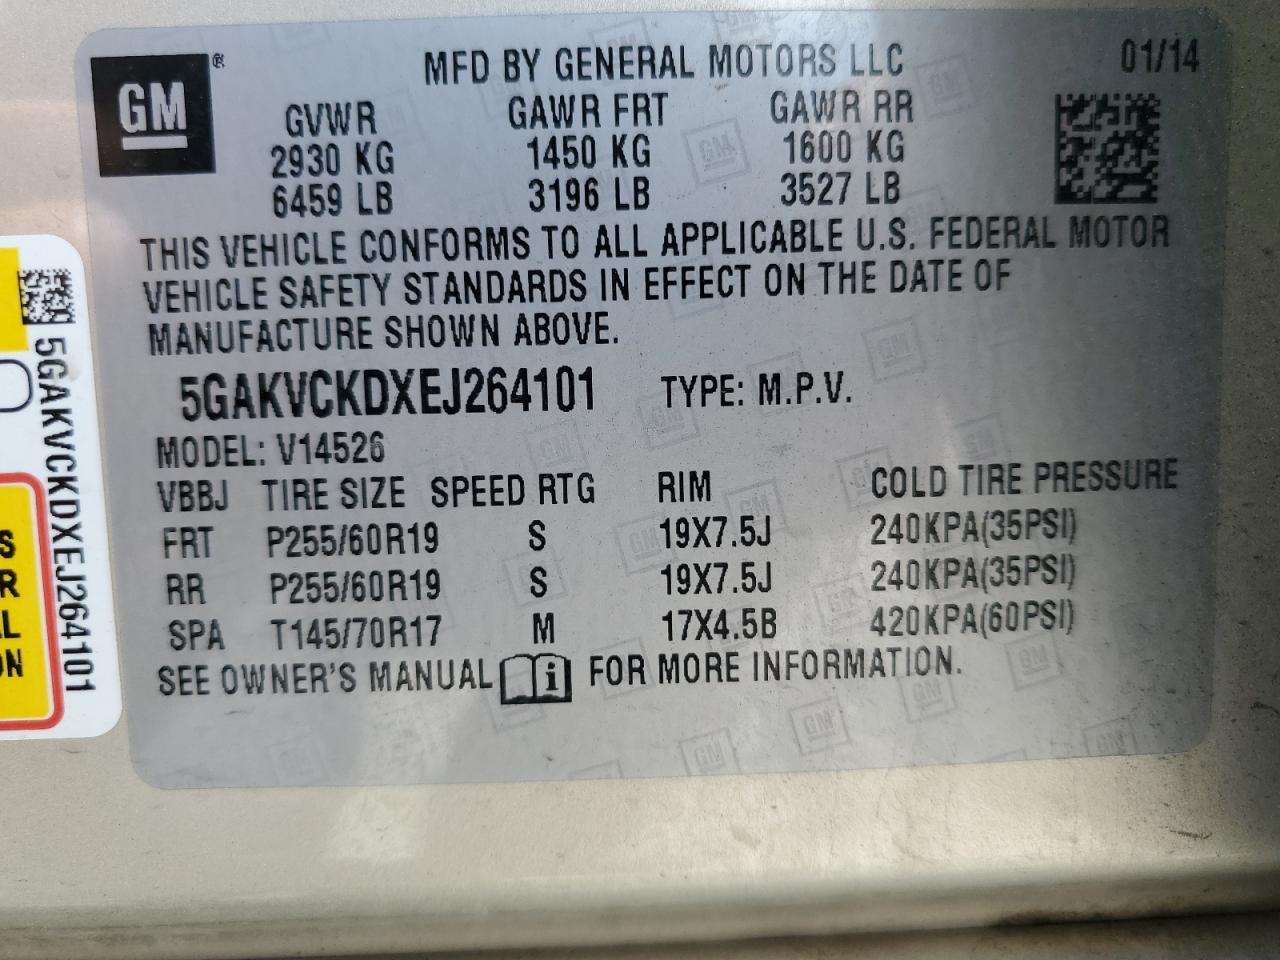 GM®
MFD BY GENERAL MOTORS LLC 01/14
GVWR GAWR FRT GAWR RR
2930 KG 1450 KG 1600 KG
6459 LB 3196 LB 3527 LB
THIS VEHICLE CONFORMS TO ALL APPLICABLE U.S. FEDERAL MOTOR
VEHICLE SAFETY STANDARDS IN EFFECT ON THE DATE OF
MANUFACTURE SHOWN ABOVE.
5GAKVCKDXEJ264101 TYPE: M.P.V.
MODEL: V14526
VBBJ TIRE SIZE SPEED RTG RIM COLD TIRE PRESSURE
FRT P255/60R19 S 19X7.5J 240KPA(35PSI)
RR P255/60R19 S 19X7.5J 240KPA(35PSI)
SPA T145/70R17 M 17X4.5B 420KPA(60PSI)
SEE OWNER'S MANUAL i FOR MORE INFORMATION.
5GAKVCKDXEJ264101